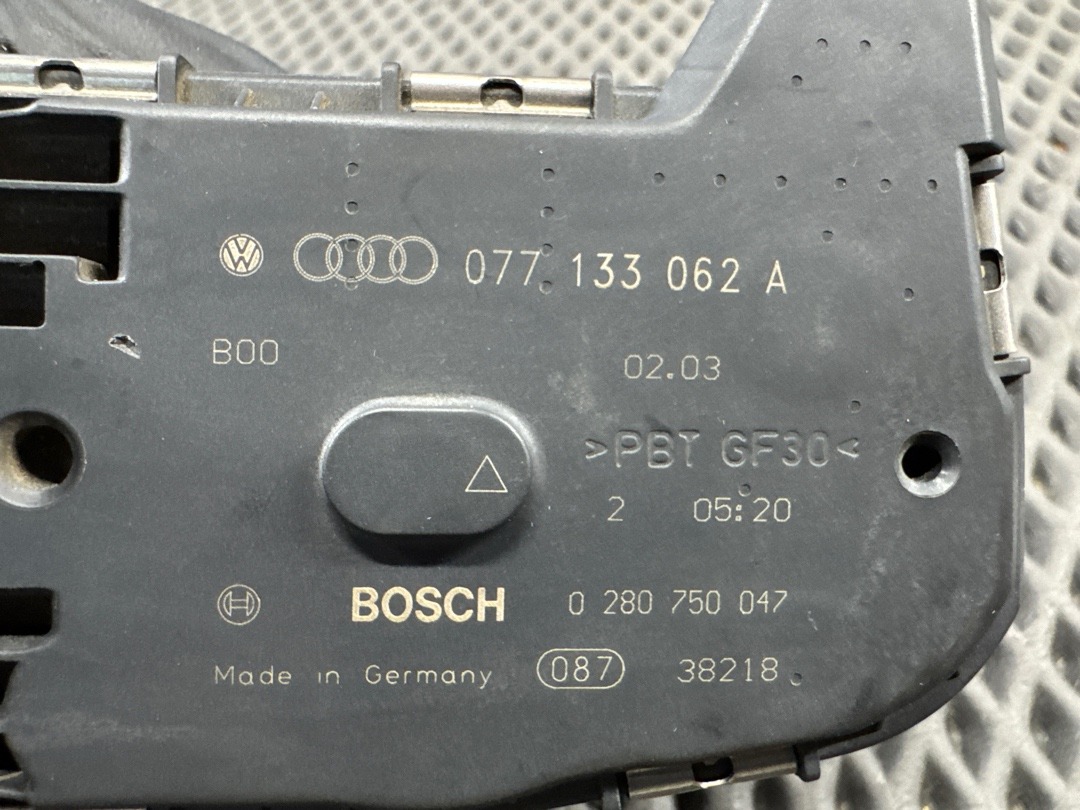 077 133 062 A
B00
02.03
>PBT GF30<
2 05:20
BOSCH 0 280 750 047
Made in Germany 087 38218